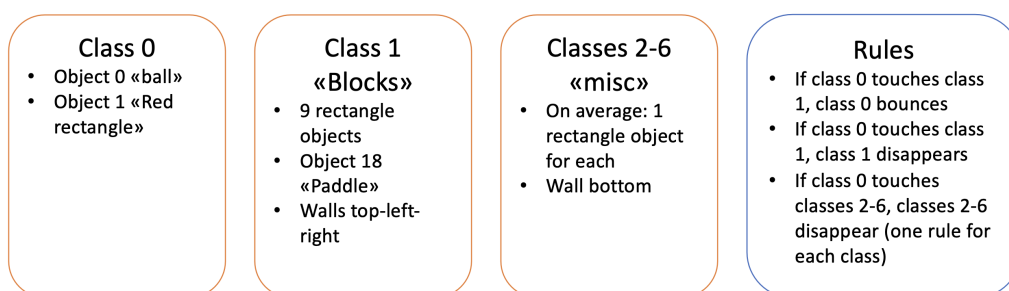 Class 0
• Object 0 «ball»
• Object 1 «Red
rectangle»
Class 1
«Blocks»
• 9 rectangle
objects
• Object 18
«Paddle»
• Walls top-left-
right
Classes 2-6
«misc»
• On average: 1
rectangle object
for each
• Wall bottom
Rules
• If class 0 touches class
1, class 0 bounces
• If class 0 touches class
1, class 1 disappears
• If class 0 touches
classes 2-6, classes 2-6
disappear (one rule for
each class)